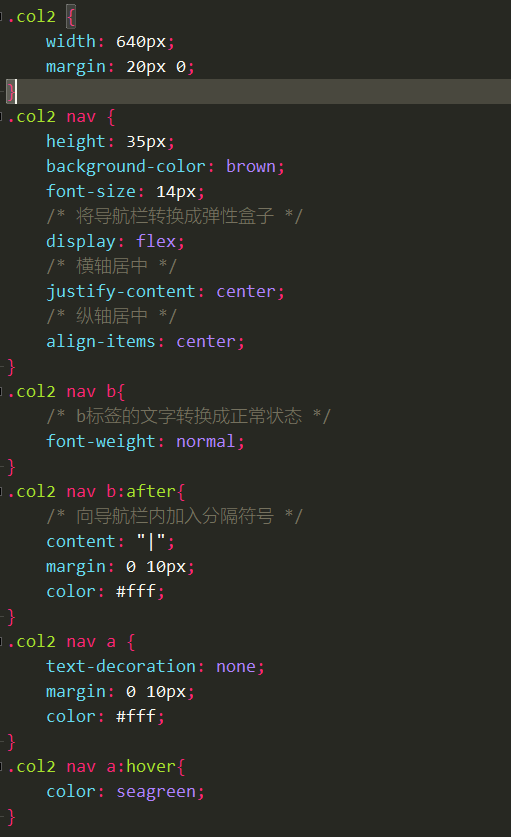 .col2 {
    width: 640px;
    margin: 20px 0;
}
.col2 nav {
    height: 35px;
    background-color: brown;
    font-size: 14px;
    /* 将导航栏转换成弹性盒子 */
    display: flex;
    /* 横轴居中 */
    justify-content: center;
    /* 纵轴居中 */
    align-items: center;
}
.col2 nav b{
    /* b标签的文字转换成正常状态 */
    font-weight: normal;
}
.col2 nav b:after{
    /* 向导航栏内加入分隔符号 */
    content: "|";
    margin: 0 10px;
    color: #fff;
}
.col2 nav a {
    text-decoration: none;
    margin: 0 10px;
    color: #fff;
}
.col2 nav a:hover{
    color: seagreen;
}